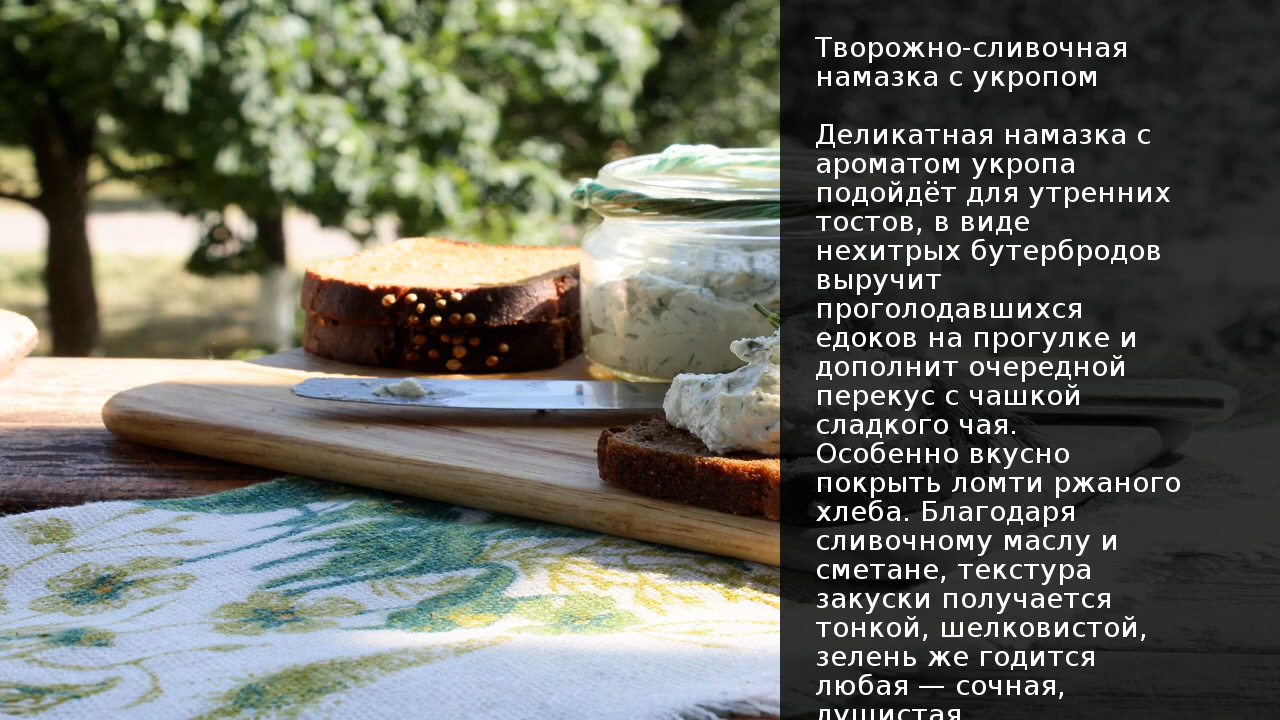 Творожно-сливочная
намазка с укропом
Деликатная намазка с
ароматом укропа
подойдёт для утренних
тостов, в виде
нехитрых бутербродов
выручит
проголодавшихся
едоков на прогулке и
дополнит очередной
перекус с чашкой
сладкого чая.
Особенно вкусно
покрыть ломти ржаного
хлеба. Благодаря
сливочному маслу и
сметане, текстура
закуски получается
тонкой, шелковистой,
зелень же годится
любая — сочная,
душистая